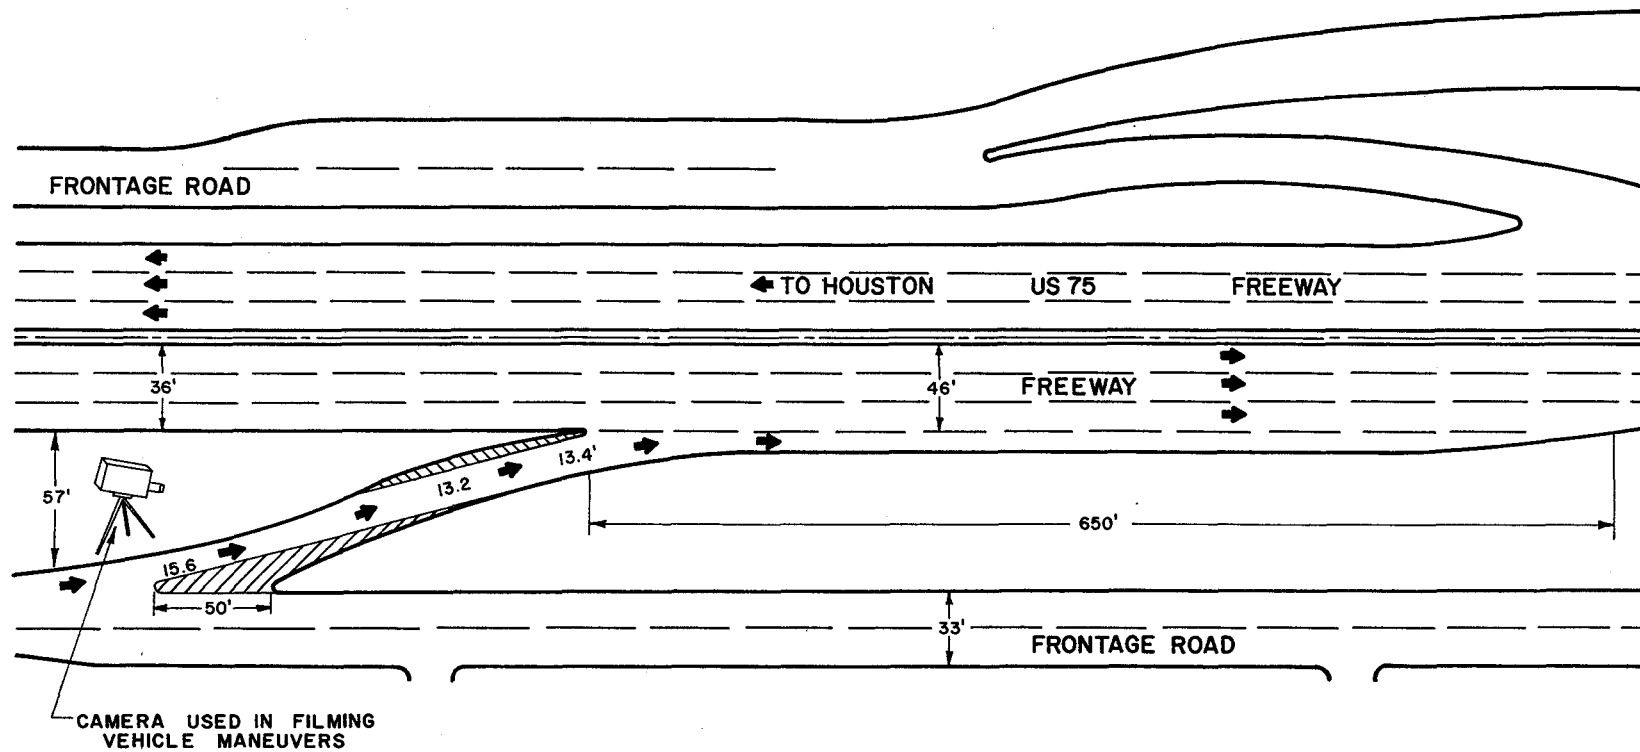 FRONTAGE ROAD
TO HOUSTON US 75 FREEWAY
36'
46'
FREEWAY
13.4'
13.2
57'
650'
15.6
50'
33'
FRONTAGE ROAD
CAMERA USED IN FILMING
VEHICLE MANEUVERS